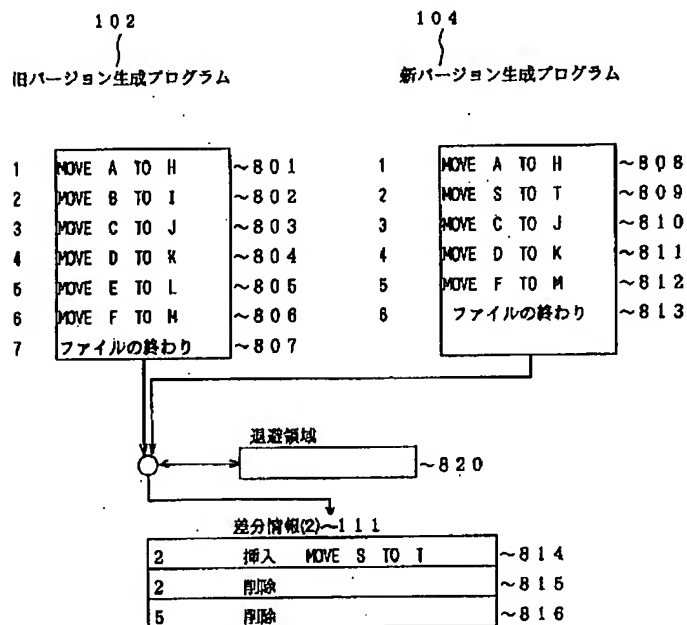 102 104
旧バージョン生成プログラム 新バージョン生成プログラム
1 MOVE A TO H ~801 1 MOVE A TO H ~808
2 MOVE B TO I ~802 2 MOVE S TO T ~809
3 MOVE C TO J ~803 3 MOVE C TO J ~810
4 MOVE D TO K ~804 4 MOVE D TO K ~811
5 MOVE E TO L ~805 5 MOVE F TO M ~812
6 MOVE F TO M ~806 6 ファイルの終わり ~813
7 ファイルの終わり ~807
退避領域
~820
差分情報(2)~111
2 挿入 MOVE S TO T ~814
2 削除 ~815
5 削除 ~816